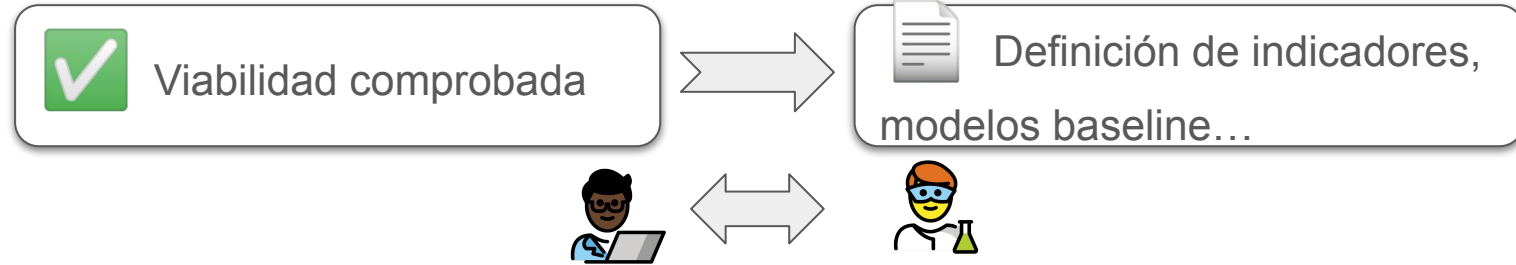 Viabilidad comprobada
Definición de indicadores,
modelos baseline…